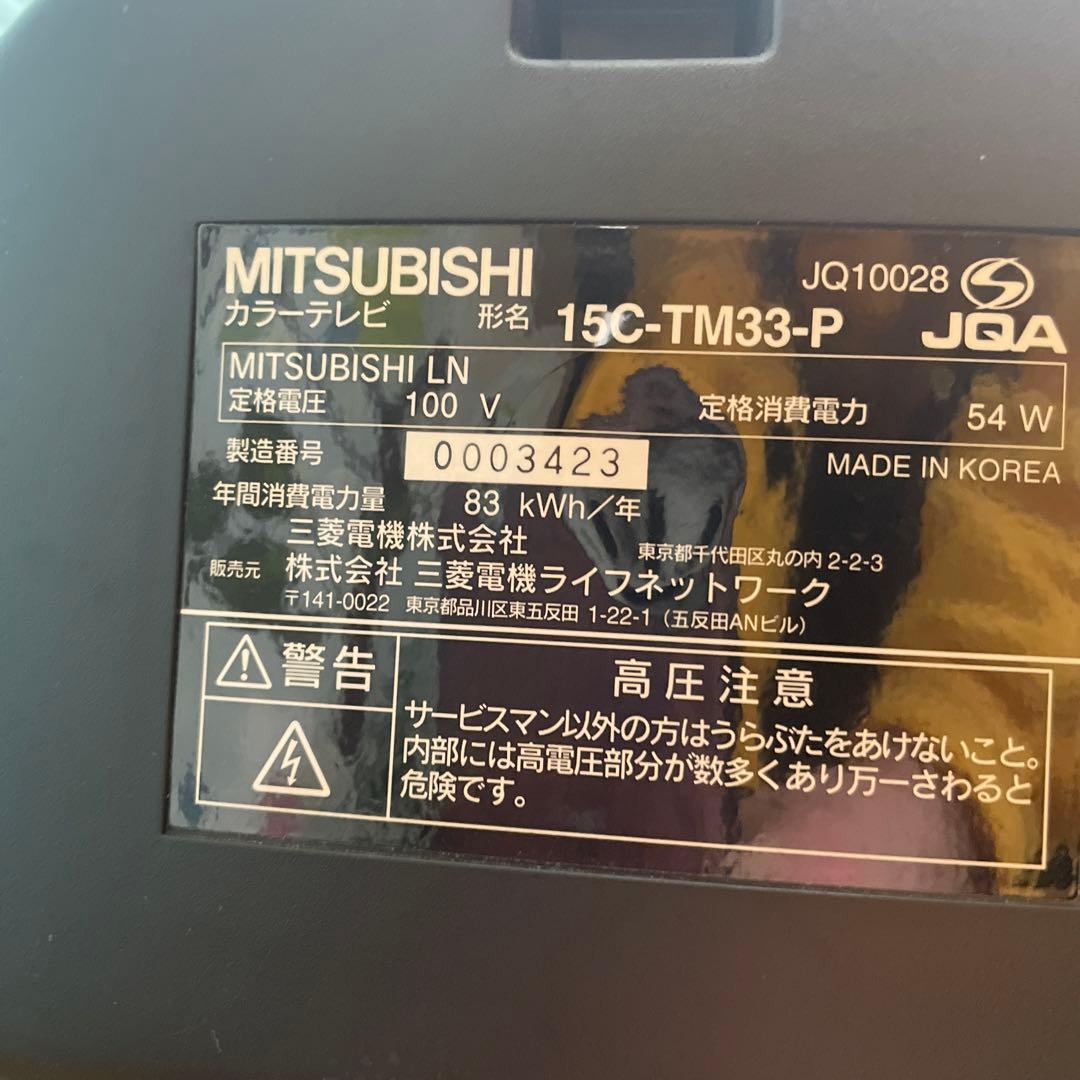 MITSUBISHI JQ10028
カラーテレビ 形名 15C-TM33-P JQA
MITSUBISHI LN
定格電圧 100 V 定格消費電力 54 W
製造番号 0003423 MADE IN KOREA
年間消費電力量 83 kWh/年
三菱電機株式会社 東京都千代田区丸の内 2-2-3
販売元 株式会社 三菱電機ライフネットワーク
〒141-0022 東京都品川区東五反田 1-22-1(五反田ANビル)
警告
高圧注意
サービスマン以外の方はうらぶたをあけないこと。
内部には高電圧部分が数多くあり万一さわると
危険です。